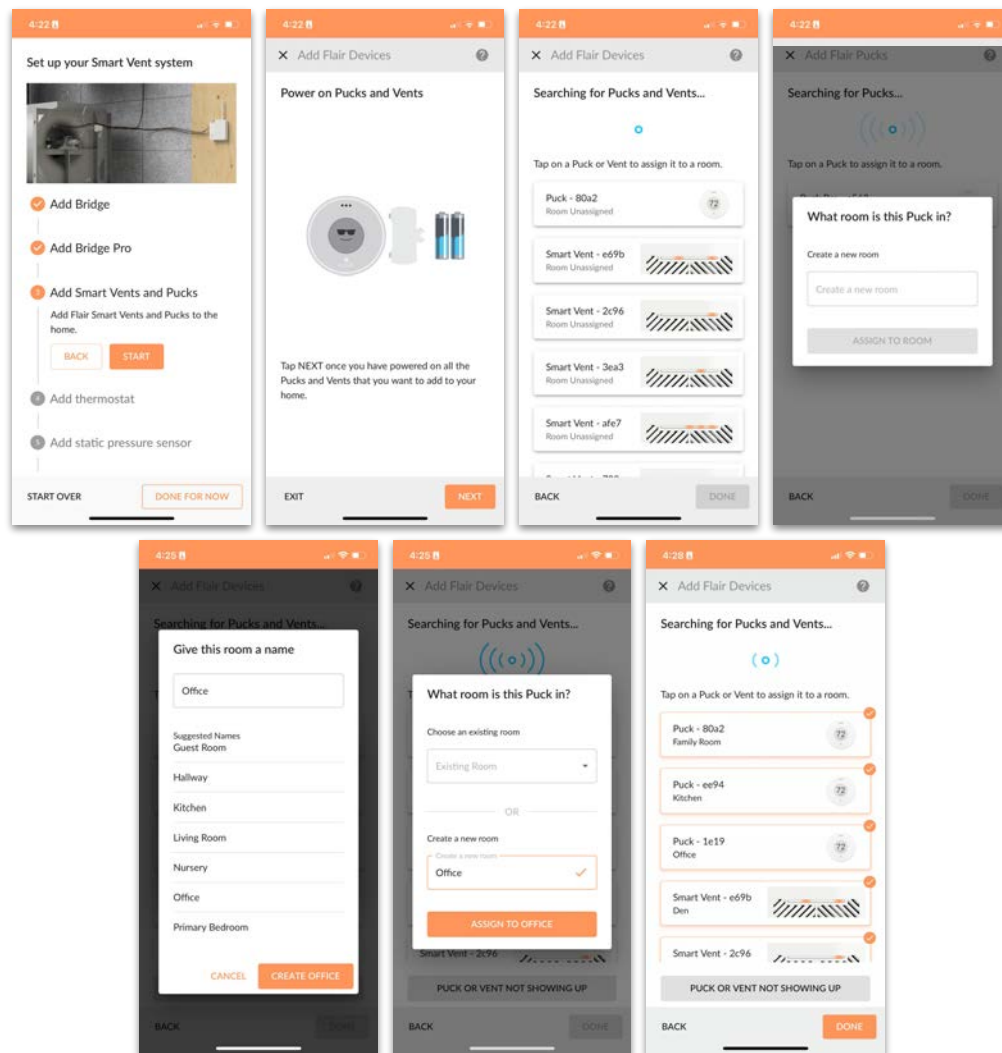 4:22
Set up your Smart Vent system
Add Bridge
Add Bridge Pro
3
Add Smart Vents and Pucks
Add Flair Smart Vents and Pucks to the
home.
BACK
START
4
Add thermostat
5
Add static pressure sensor
START OVER
DONE FOR NOW
4:22
× Add Flair Devices
?
Power on Pucks and Vents
Tap NEXT once you have powered on all the
Pucks and Vents that you want to add to your
home.
EXIT
NEXT
4:22
× Add Flair Devices
?
Searching for Pucks and Vents...
Tap on a Puck or Vent to assign it to a room.
Puck - 80a2
Room Unassigned
72
Smart Vent - e69b
Room Unassigned
Smart Vent - 2c96
Room Unassigned
Smart Vent - 3ea3
Room Unassigned
Smart Vent - afe7
Room Unassigned
BACK
DONE
4:22
× Add Flair Pucks
?
Searching for Pucks...
Tap on a Puck to assign it to a room.
What room is this Puck in?
Create a new room
Create a new room
ASSIGN TO ROOM
BACK
DONE
4:25
× Add Flair Devices
?
Searching for Pucks and Vents...
Give this room a name
Office
Suggested Names
Guest Room
Hallway
Kitchen
Living Room
Nursery
Office
Primary Bedroom
CANCEL
CREATE OFFICE
BACK
DONE
4:25
× Add Flair Devices
?
Searching for Pucks and Vents...
What room is this Puck in?
Choose an existing room
Existing Room
OR
Create a new room
Create a new room
Office
ASSIGN TO OFFICE
Smart Vent - 2c96
PUCK OR VENT NOT SHOWING UP
BACK
DONE
4:28
× Add Flair Devices
?
Searching for Pucks and Vents...
Tap on a Puck or Vent to assign it to a room.
Puck - 80a2
Family Room
72
Puck - ee94
Kitchen
72
Puck - 1e19
Office
72
Smart Vent - e69b
Den
Smart Vent - 2c96
PUCK OR VENT NOT SHOWING UP
BACK
DONE